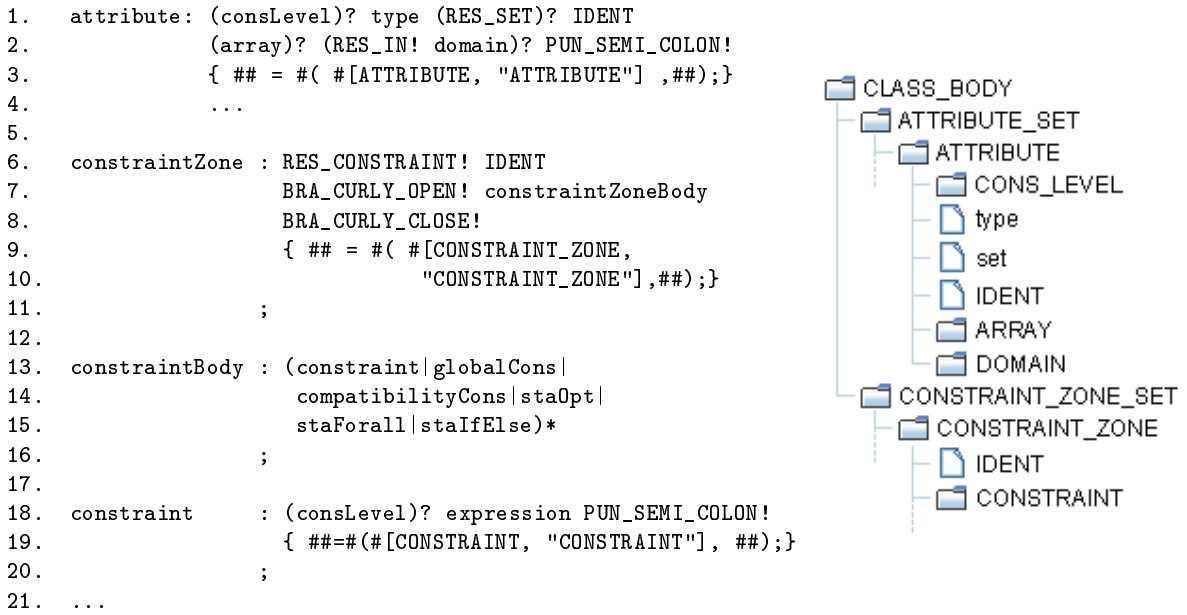 1. attribute: (consLevel)? type (RES_SET)? IDENT
2. (array)? (RES_IN! domain)? PUN_SEMI_COLON!
3. { ## = #( #[ATTRIBUTE, "ATTRIBUTE"] ,##);}
4. ...
5.
6. constraintZone : RES_CONSTRAINT! IDENT
7. BRA_CURLY_OPEN! constraintZoneBody
8. BRA_CURLY_CLOSE!
9. { ## = #( #[CONSTRAINT_ZONE,
10. "CONSTRAINT_ZONE"],##);}
11. ;
12.
13. constraintBody : (constraint|globalCons|
14. compatibilityCons|staOpt|
15. staForall|staIfElse)*
16. ;
17.
18. constraint : (consLevel)? expression PUN_SEMI_COLON!
19. { ##=#(#[CONSTRAINT, "CONSTRAINT"], ##);}
20. ;
21. ...
CLASS_BODY
ATTRIBUTE_SET
ATTRIBUTE
CONS_LEVEL
type
set
IDENT
ARRAY
DOMAIN
CONSTRAINT_ZONE_SET
CONSTRAINT_ZONE
IDENT
CONSTRAINT